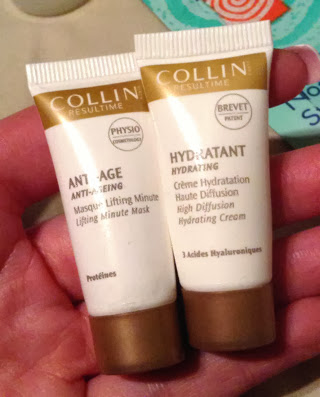 COLLIN
RESULTIME
PHYSIO
COSMÉTOLOGY
ANTI-AGE
ANTI-AGEING
Masque Lifting Minute
Lifting Minute Mask
Protéines
COLLIN
RESULTIME
BREVET
PATENT
HYDRATANT
HYDRATING
Crème Hydratation
Haute Diffusion
High Diffusion
Hydrating Cream
3 Acides Hyaluroniques